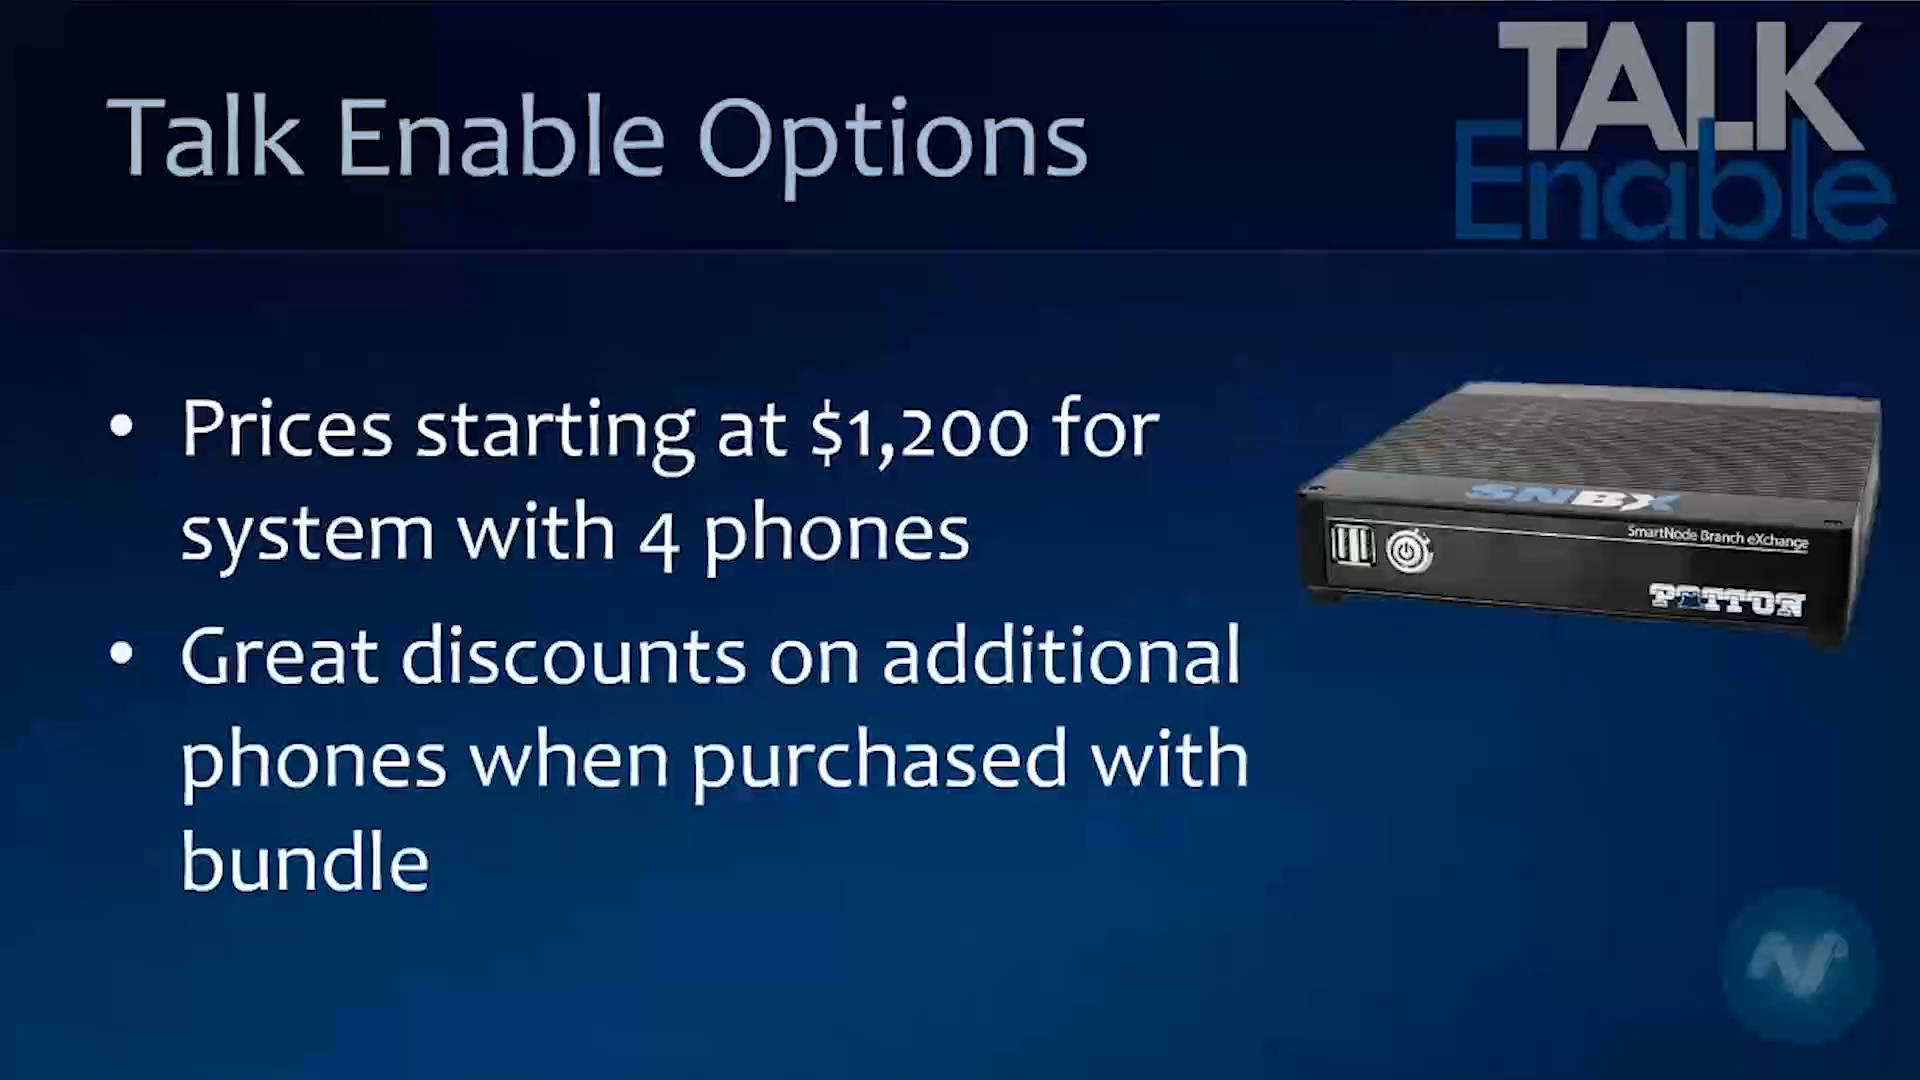 TALK
Enable
Talk Enable Options
• Prices starting at $1,200 for
system with 4 phones
• Great discounts on additional
phones when purchased with
bundle
SNBX
SmartNode Branch eXchange
PATTON